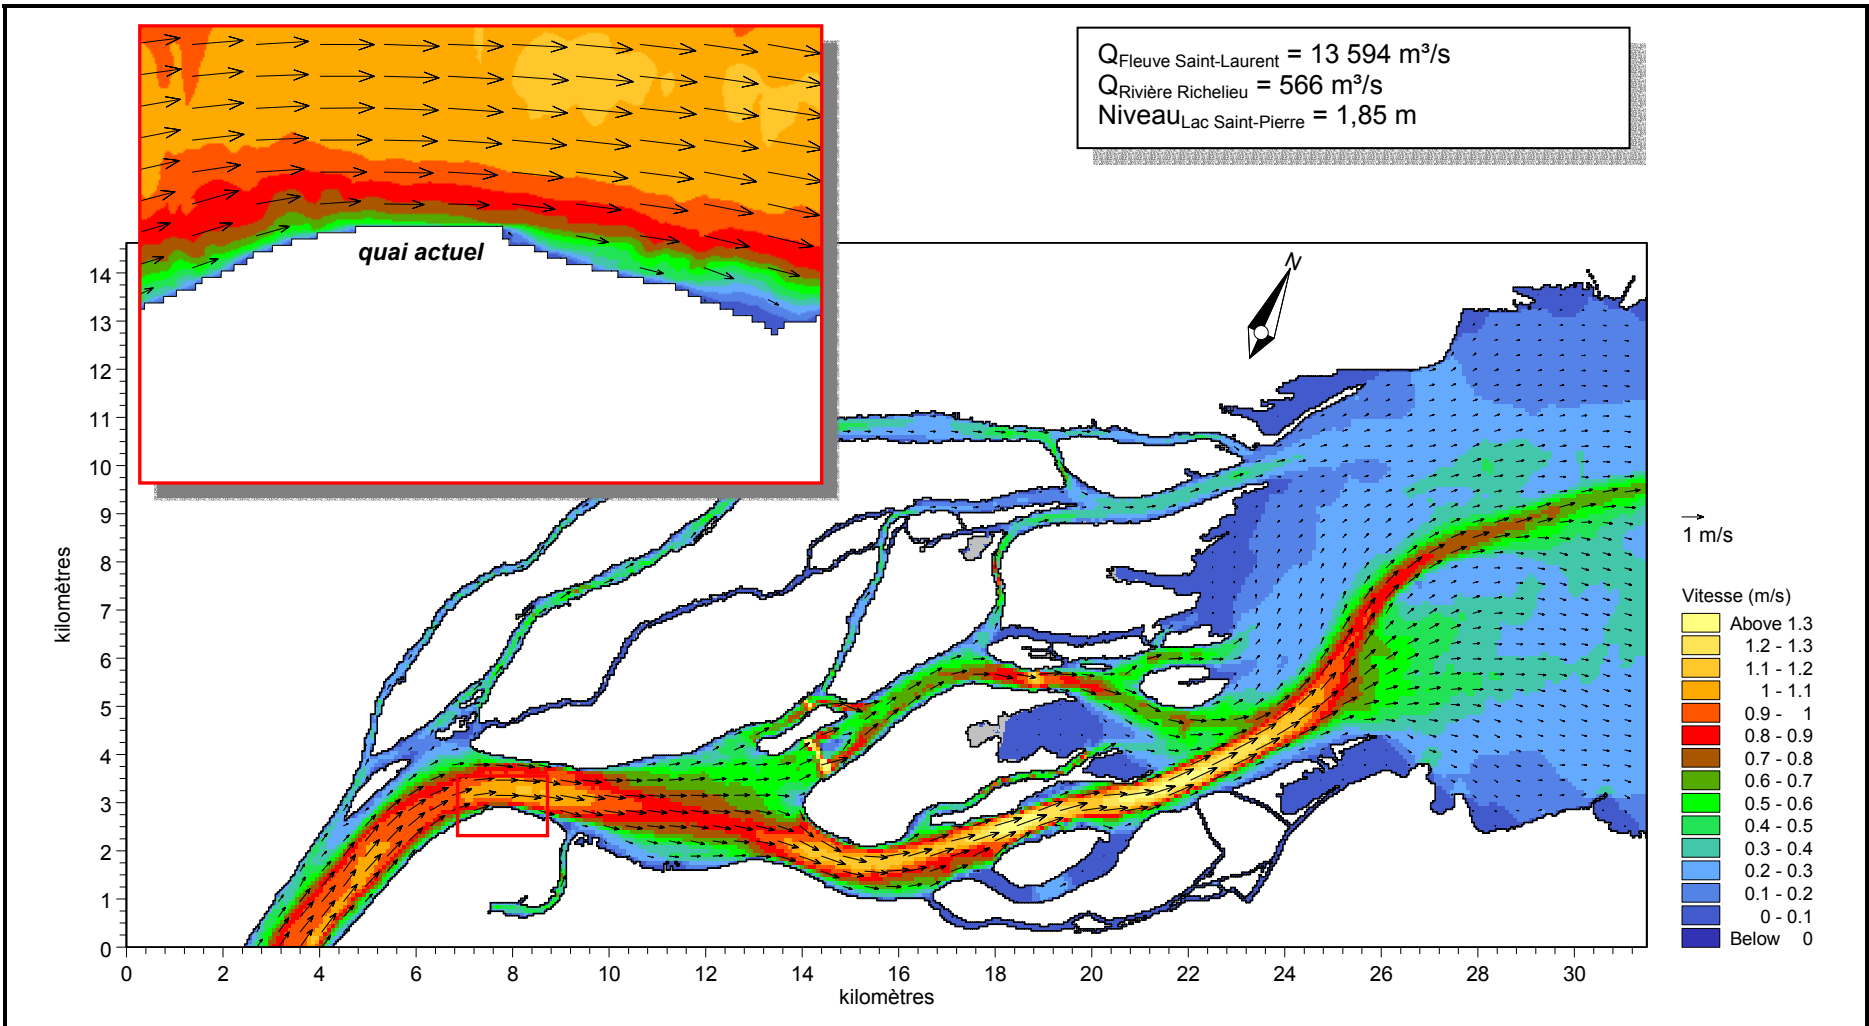 Q Fleuve Saint-Laurent = 13 594 m³/s
Q Rivière Richelieu = 566 m³/s
Niveau Lac Saint-Pierre = 1,85 m
quai actuel
N
14
13
12
11
10
9
8
7
6
5
4
3
2
1
0
kilomètres
0 2 4 6 8 10 12 14 16 18 20 22 24 26 28 30
kilomètres
1 m/s
Vitesse (m/s)
Above 1.3
1.2 - 1.3
1.1 - 1.2
1 - 1.1
0.9 - 1
0.8 - 0.9
0.7 - 0.8
0.6 - 0.7
0.5 - 0.6
0.4 - 0.5
0.3 - 0.4
0.2 - 0.3
0.1 - 0.2
0 - 0.1
Below 0